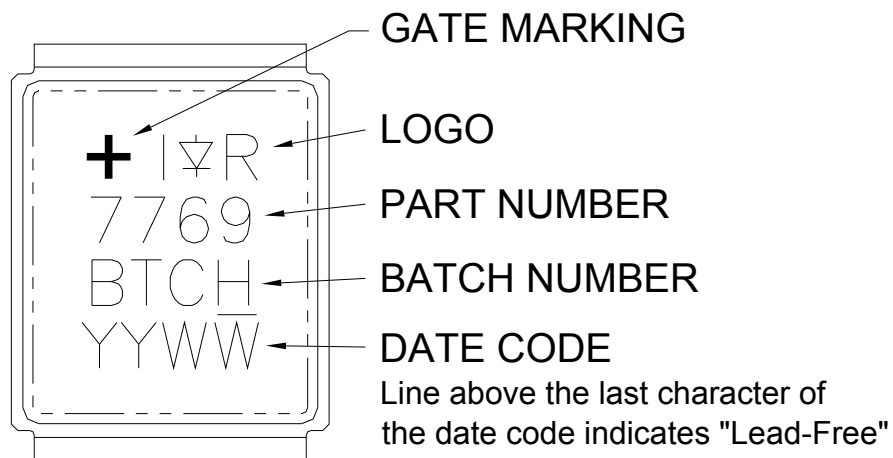 GATE MARKING
+ I R
LOGO
7769
PART NUMBER
BTCH
BATCH NUMBER
YYWW
DATE CODE
Line above the last character of
the date code indicates "Lead-Free"